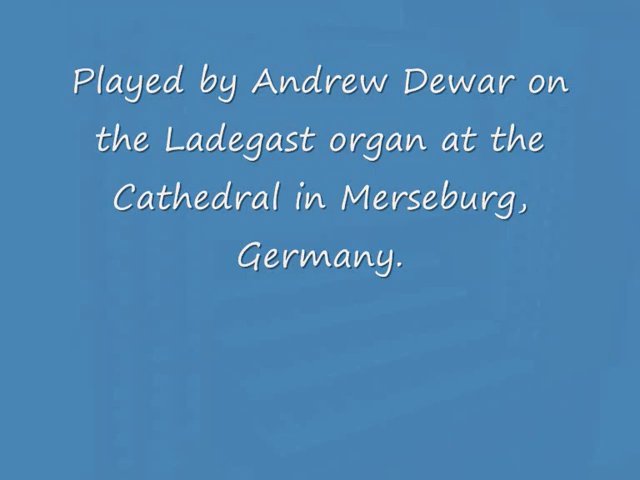 Played by Andrew Dewar on
the Ladegast organ at the
Cathedral in Merseburg,
Germany.